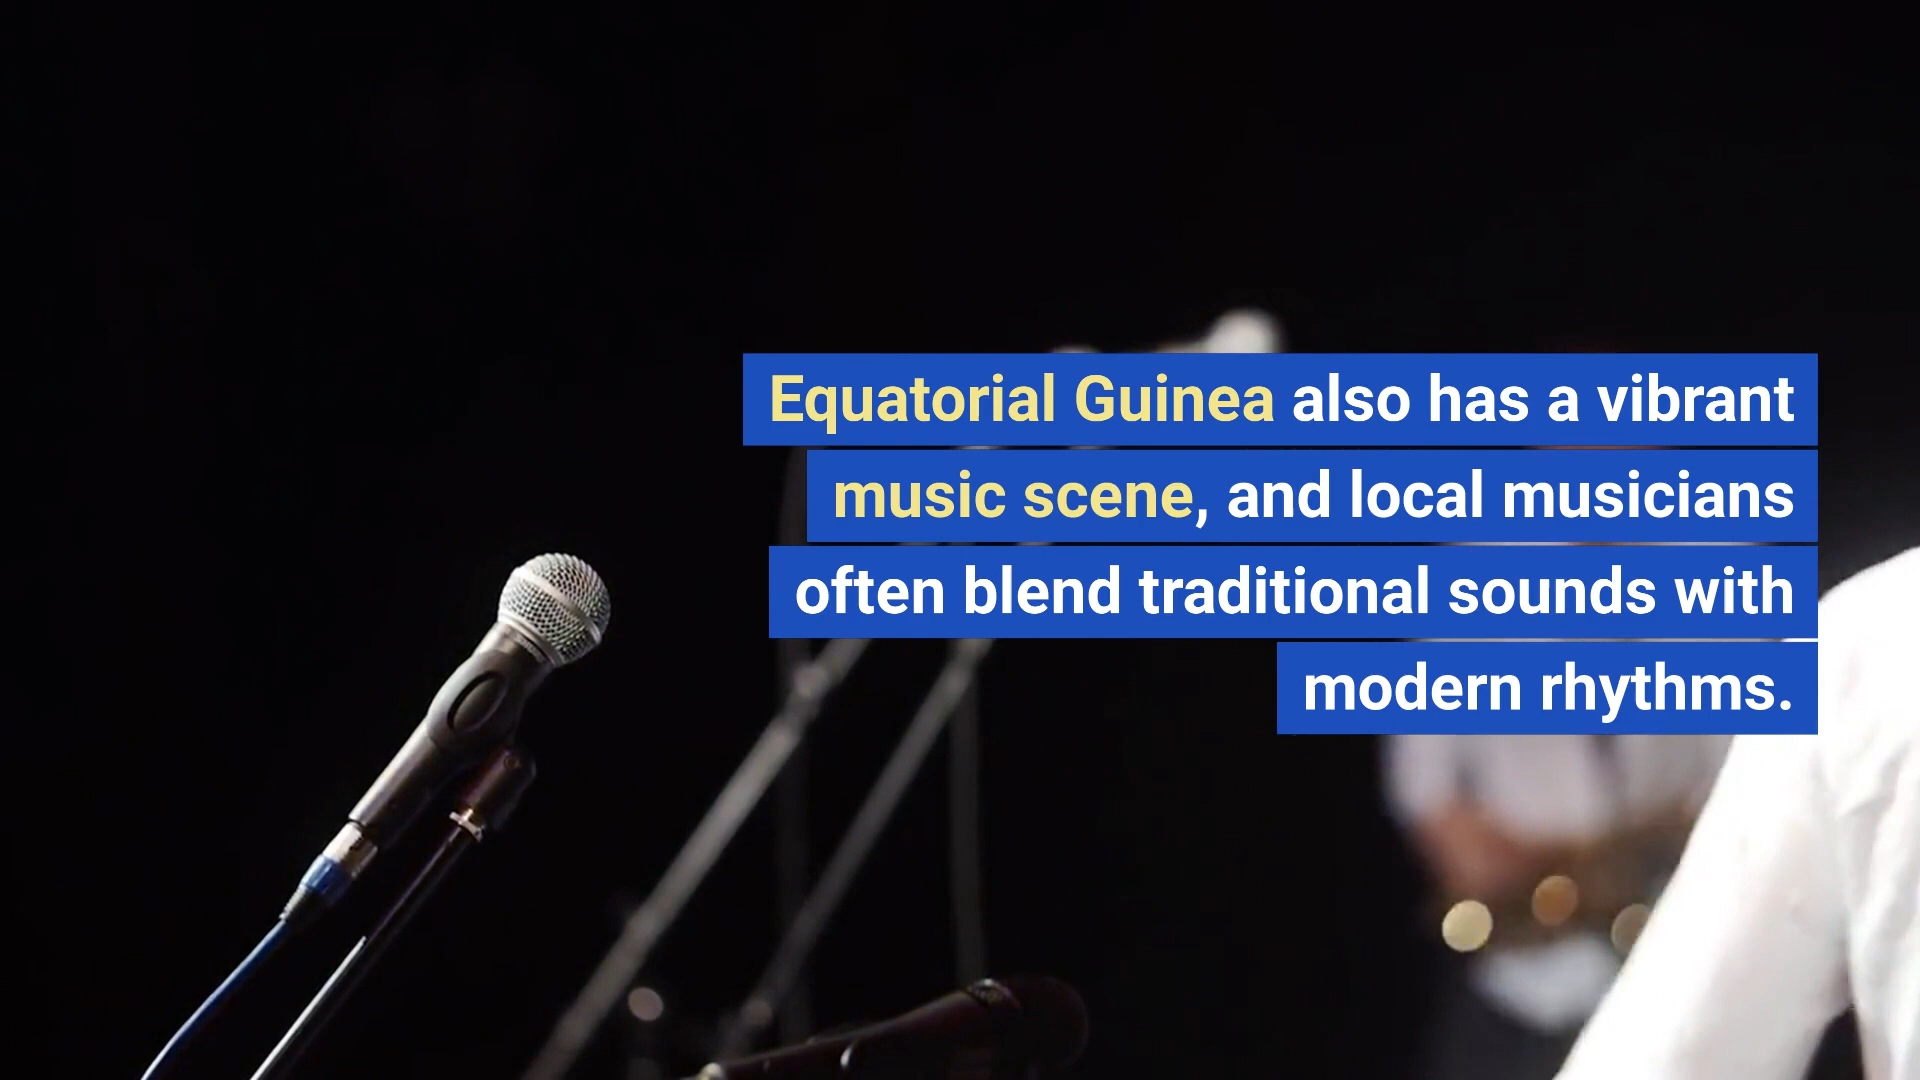 Equatorial Guinea also has a vibrant
music scene, and local musicians
often blend traditional sounds with
modern rhythms.